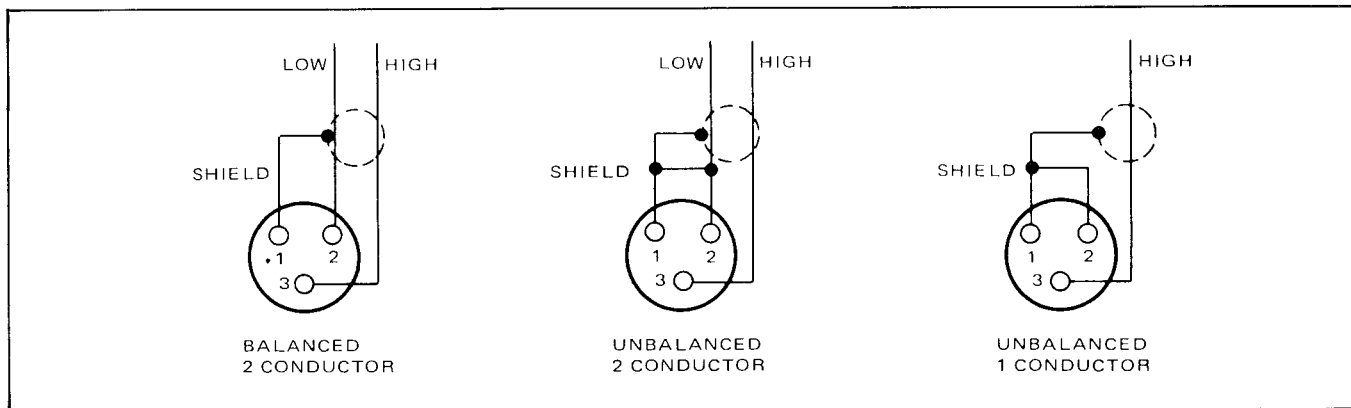 LOW HIGH
SHIELD
1 2
3
BALANCED
2 CONDUCTOR
LOW HIGH
SHIELD
1 2
3
UNBALANCED
2 CONDUCTOR
HIGH
SHIELD
1 2
3
UNBALANCED
1 CONDUCTOR